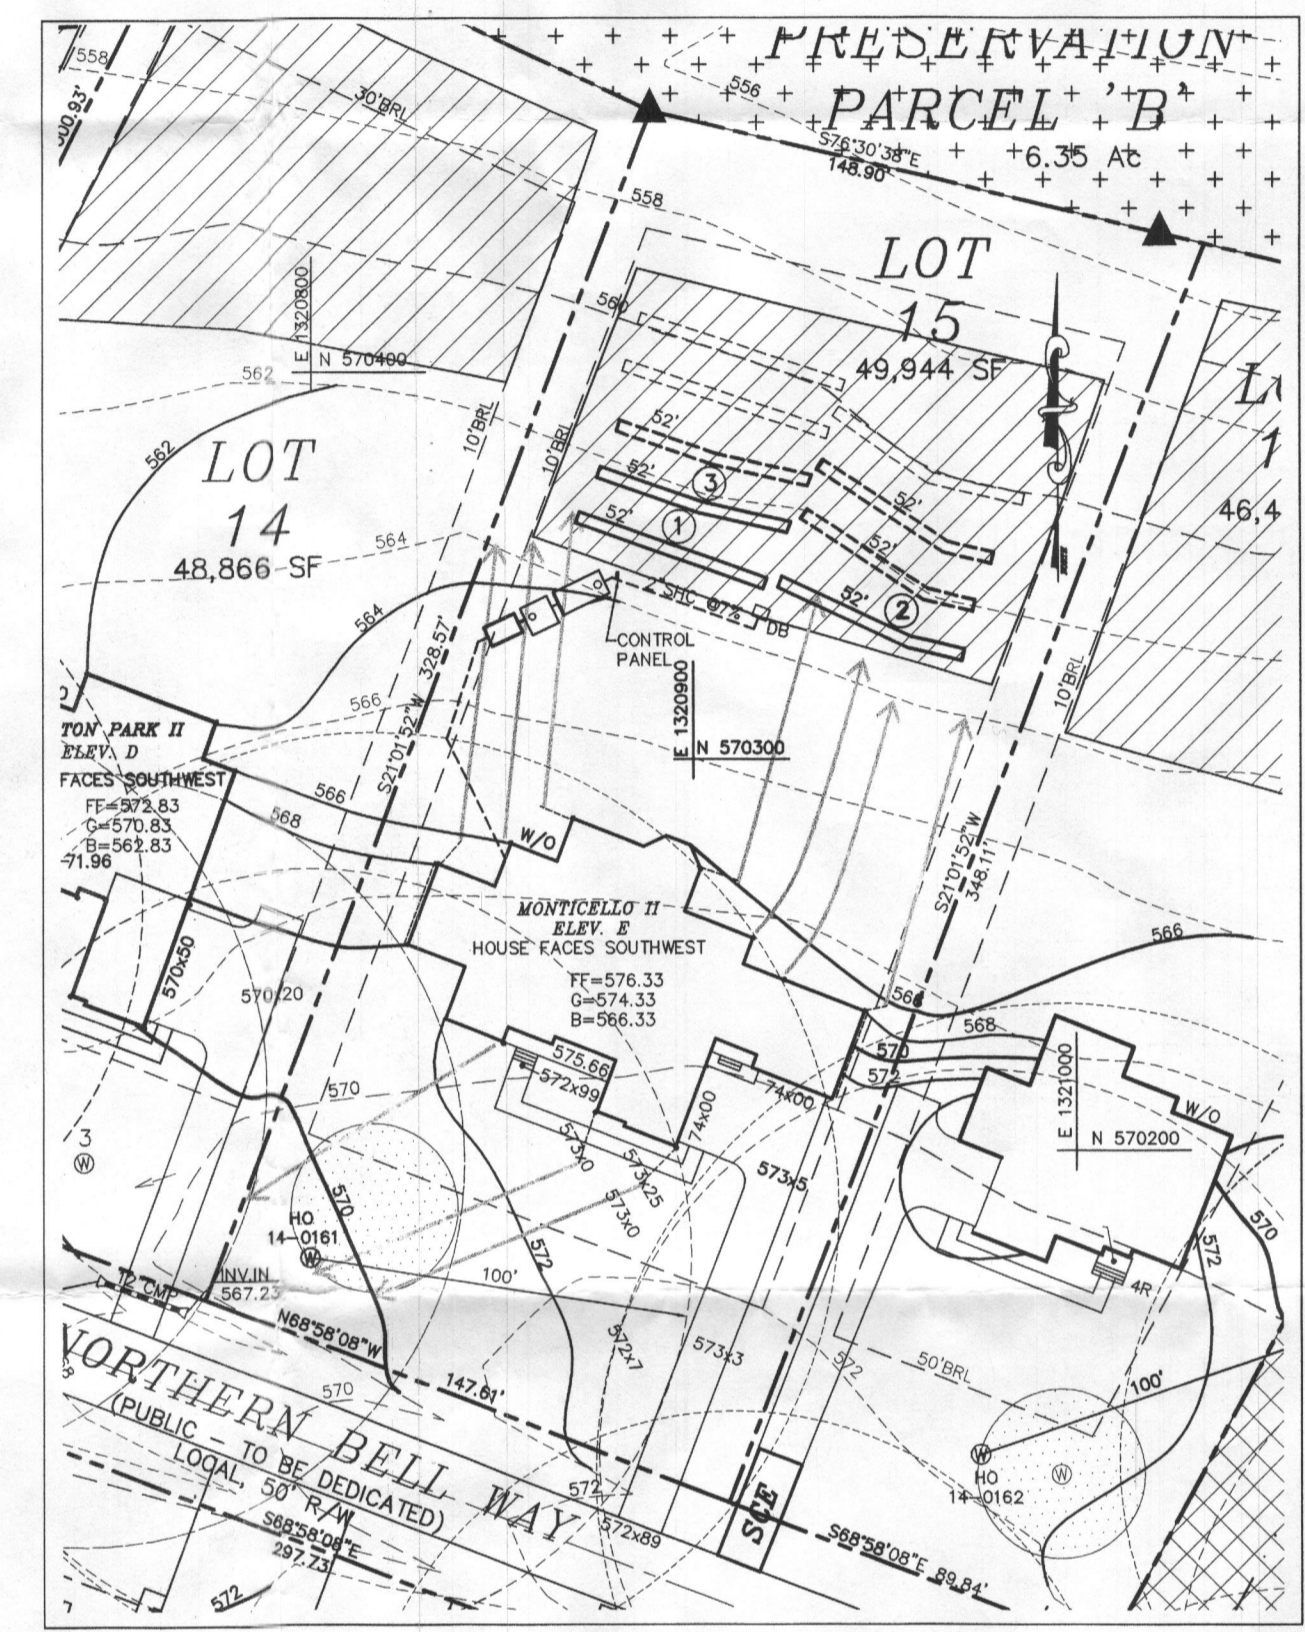 PRESERVATION
PARCEL 'B'
6.35 Ac
558
30'BRL
556
S76°30'38"E
148.90'
558
LOT
15
49,944 SF
560
E 1320800
N 570400
562
562
LOT
14
48,866 SF
10'BRL
10'BRL
46,4
52'
52'
3
52'
1
52'
52'
52'
2
564
564
SHC @7%
DB
CONTROL
PANEL
E 1320900
N 570300
10'BRL
S21°01'52"W 328.57'
566
TON PARK II
ELEV. D
FACES SOUTHWEST
FF=572.83
G=570.83
B=562.83
71.96
566
568
W/O
S21°01'52"W
348.11'
MONTICELLO II
ELEV. E
HOUSE FACES SOUTHWEST
FF=576.33
G=574.33
B=566.33
566
570x50
568
570
572
570
575.66
572x99
74x00
74x00
E 1321000
N 570200
W/O
3
W
573x0
573x25
573x0
573x5
570
HO
14-0161
W
100'
572
570
572
4R
12" CMP
INV.IN
567.23
N68°58'08"W
147.61'
572x7
573x3
572
50'BRL
100'
570
NORTHERN BELL WAY
(PUBLIC - TO BE DEDICATED)
LOCAL, 50' R/W
S68°58'08"E
297.73'
572
572x89
SCE
S68°58'08"E 89.84'
W
W
HO
14-0162
572